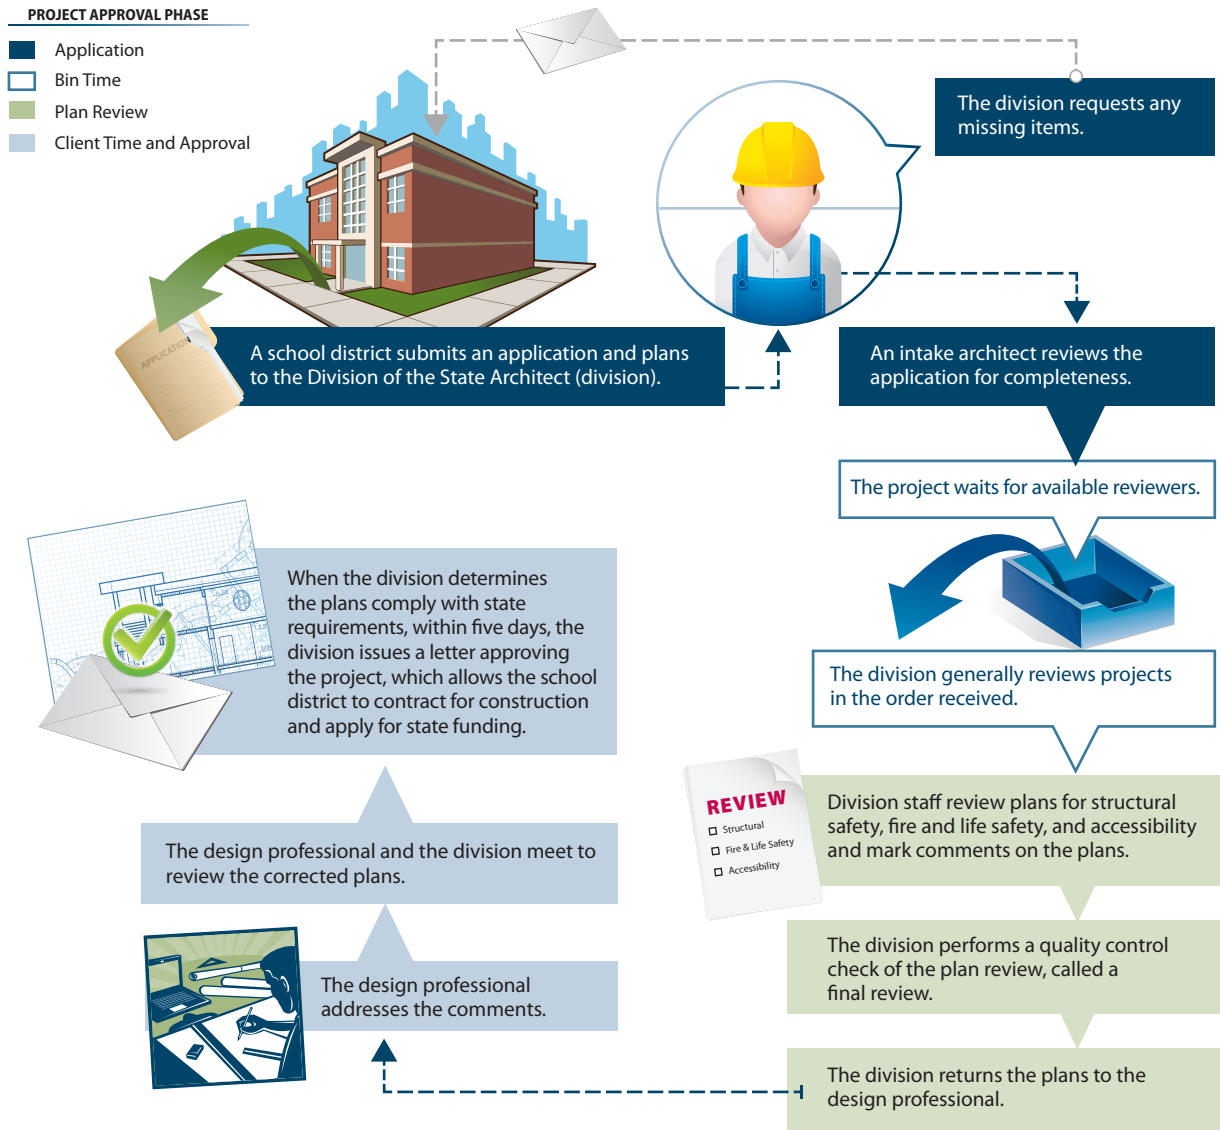 PROJECT APPROVAL PHASE
Application
Bin Time
Plan Review
Client Time and Approval
The division requests any
missing items.
APPLICATION
A school district submits an application and plans
to the Division of the State Architect (division).
An intake architect reviews the
application for completeness.
The project waits for available reviewers.
The division generally reviews projects
in the order received.
REVIEW
Structural
Fire & Life Safety
Accessibility
Division staff review plans for structural
safety, fire and life safety, and accessibility
and mark comments on the plans.
The division performs a quality control
check of the plan review, called a
final review.
The division returns the plans to the
design professional.
The design professional
addresses the comments.
The design professional and the division meet to
review the corrected plans.
When the division determines
the plans comply with state
requirements, within five days, the
division issues a letter approving
the project, which allows the school
district to contract for construction
and apply for state funding.